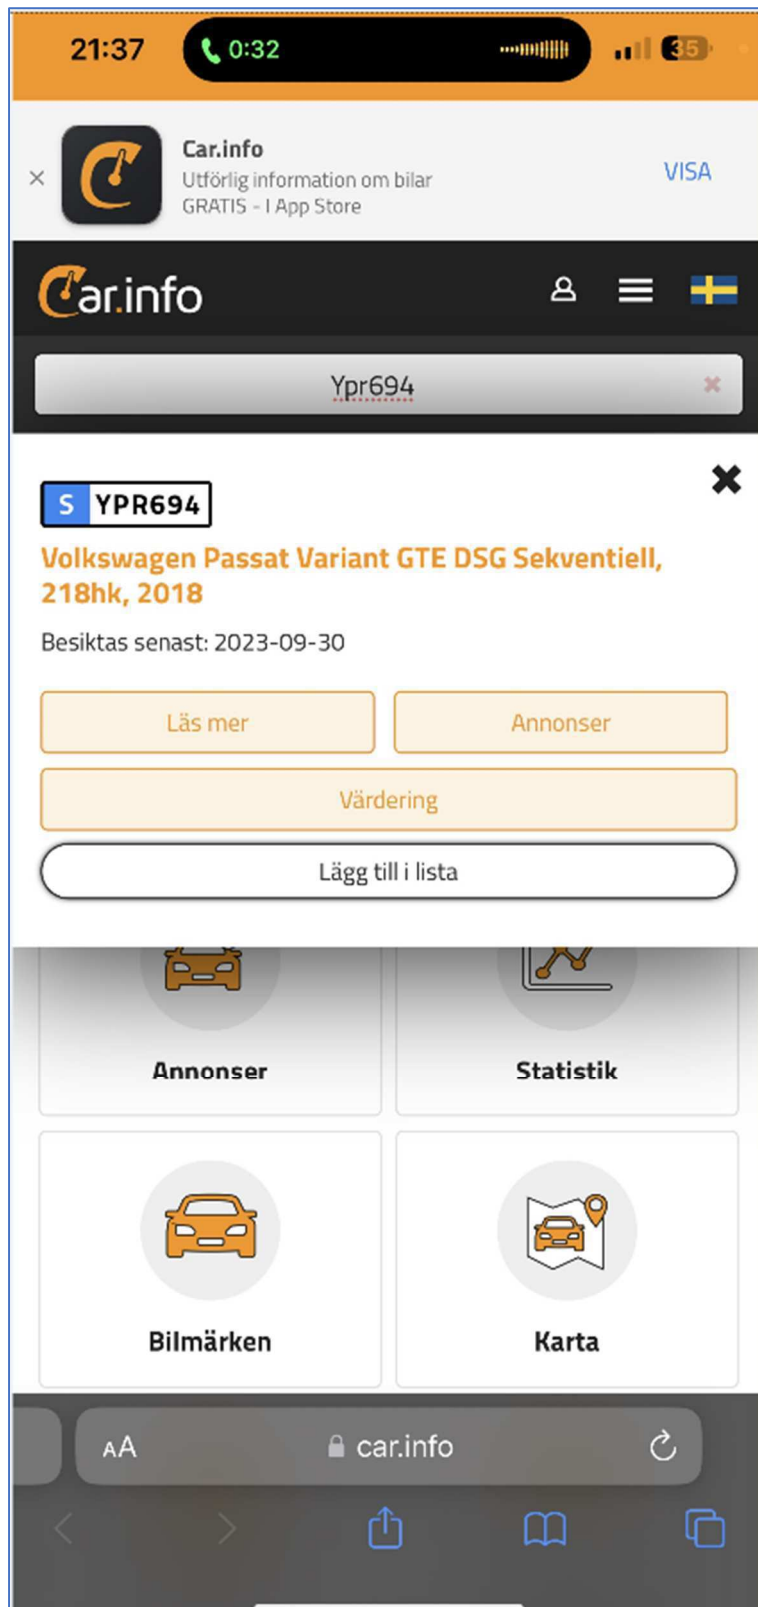 21:37
0:32
35
Car.info
Utförlig information om bilar
GRATIS - I App Store
VISA
Car.info
Ypr694
S YPR694
Volkswagen Passat Variant GTE DSG Sekventiell,
218hk, 2018
Besiktas senast: 2023-09-30
Läs mer
Annonser
Värdering
Lägg till i lista
Annonser
Statistik
Bilmärken
Karta
AA
car.info